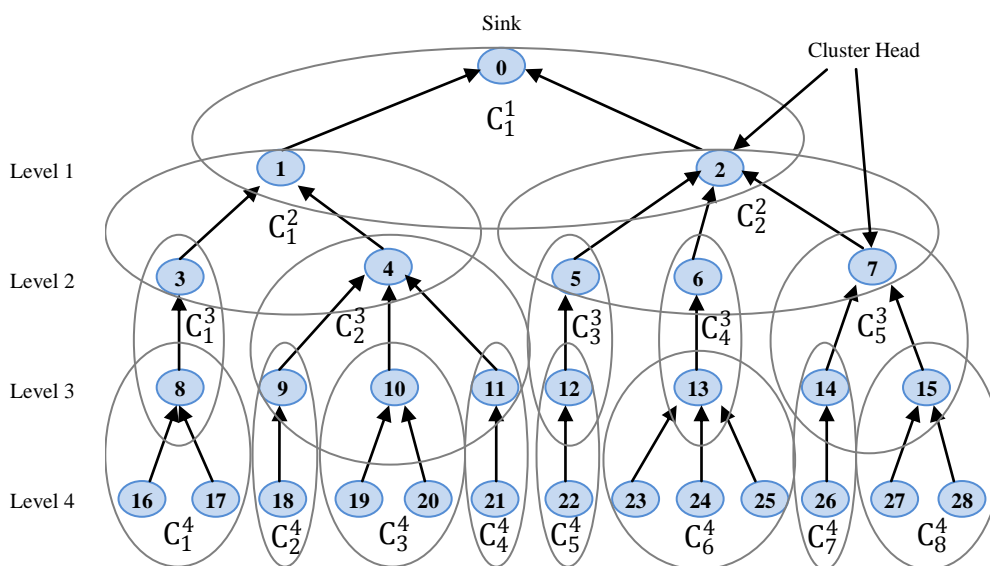 Sink
Cluster Head
0
C₁¹
Level 1
1
2
C₁²
C₂²
Level 2
3
4
5
6
7
C₁³
C₂³
C₃³
C₄³
C₅³
Level 3
8
9
10
11
12
13
14
15
Level 4
16
17
18
19
20
21
22
23
24
25
26
27
28
C₁⁴
C₂⁴
C₃⁴
C₄⁴
C₅⁴
C₆⁴
C₇⁴
C₈⁴